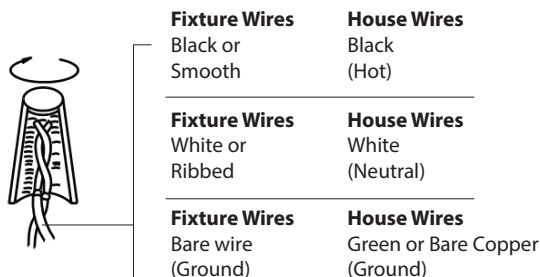 Fixture Wires House Wires
Black or Black
Smooth (Hot)
Fixture Wires House Wires
White or White
Ribbed (Neutral)
Fixture Wires House Wires
Bare wire Green or Bare Copper
(Ground) (Ground)